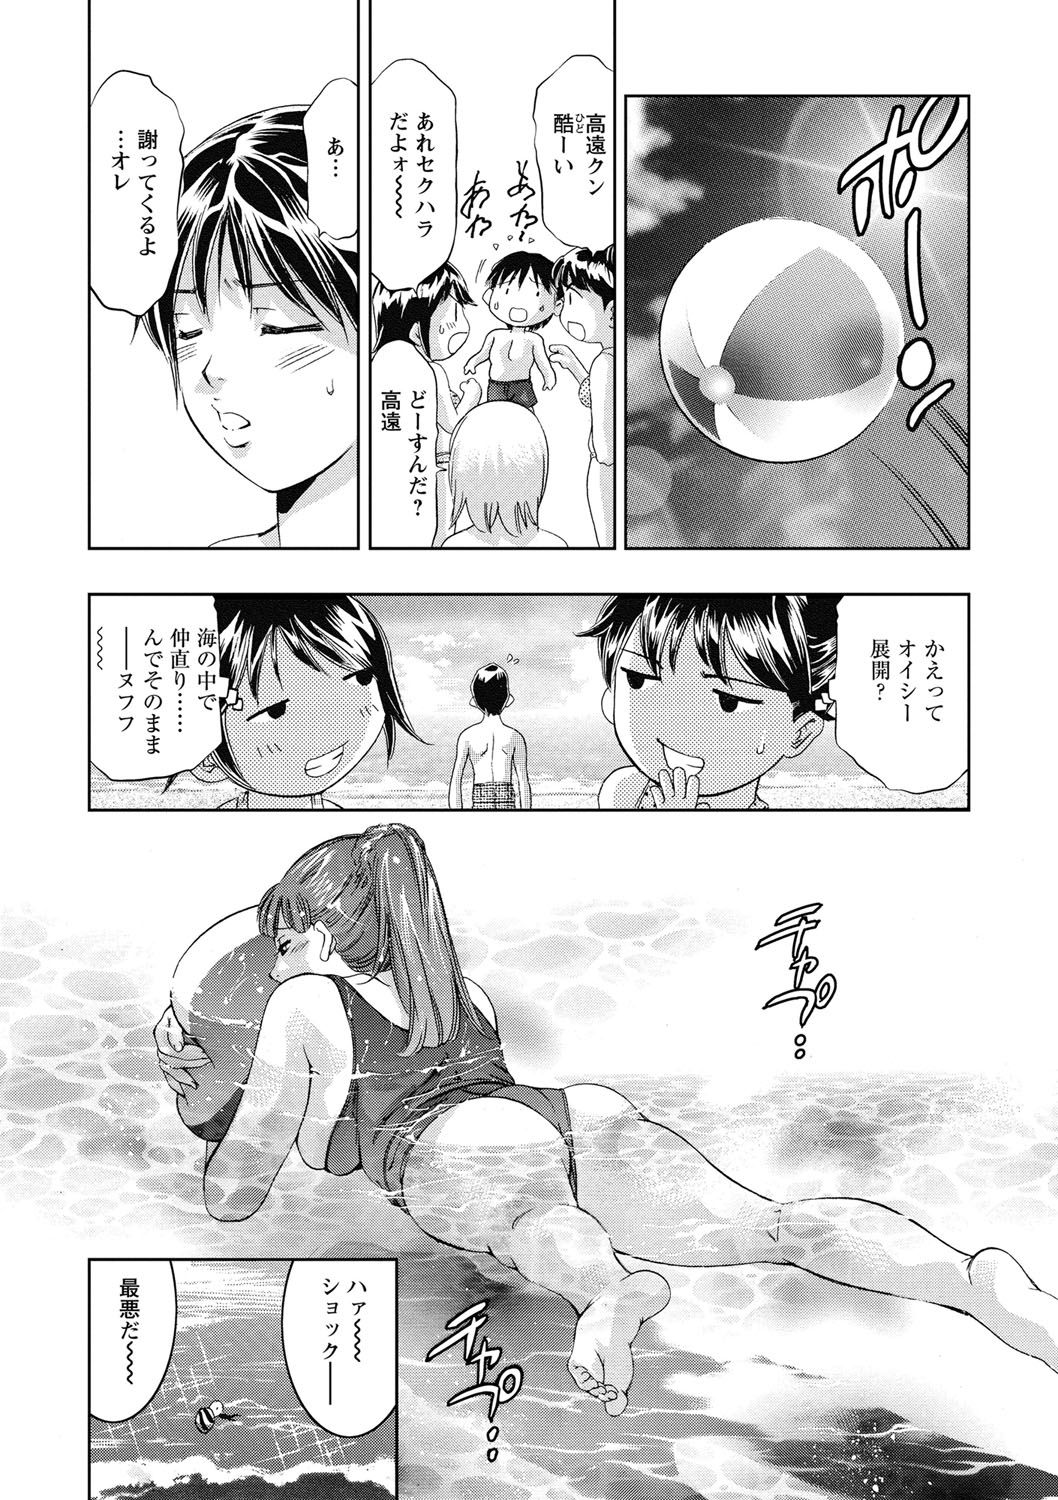 ポーン
高遠クン
酷ーい
ひど
あれセクハラ
だよォ～～
あたた～
あわわ
どーすんだ？
高遠
あ…
謝ってくるよ
…オレ
かえって
オイシー
展開？
海の中で
仲直り……
んでそのまま
――ヌフフ
～～
チャプ…
チャプ…
ハァ～～
ショック――
最悪だ～～